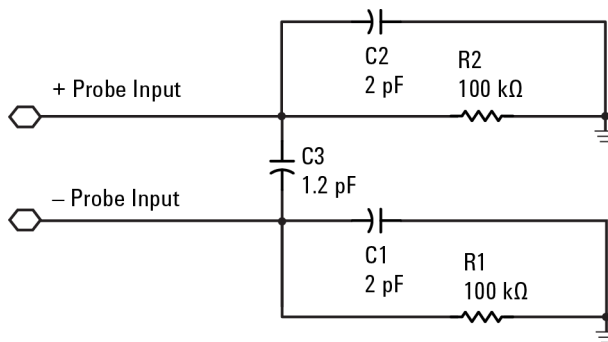 C2
2 pF
R2
100 kΩ
+ Probe Input
C3
1.2 pF
– Probe Input
C1
2 pF
R1
100 kΩ